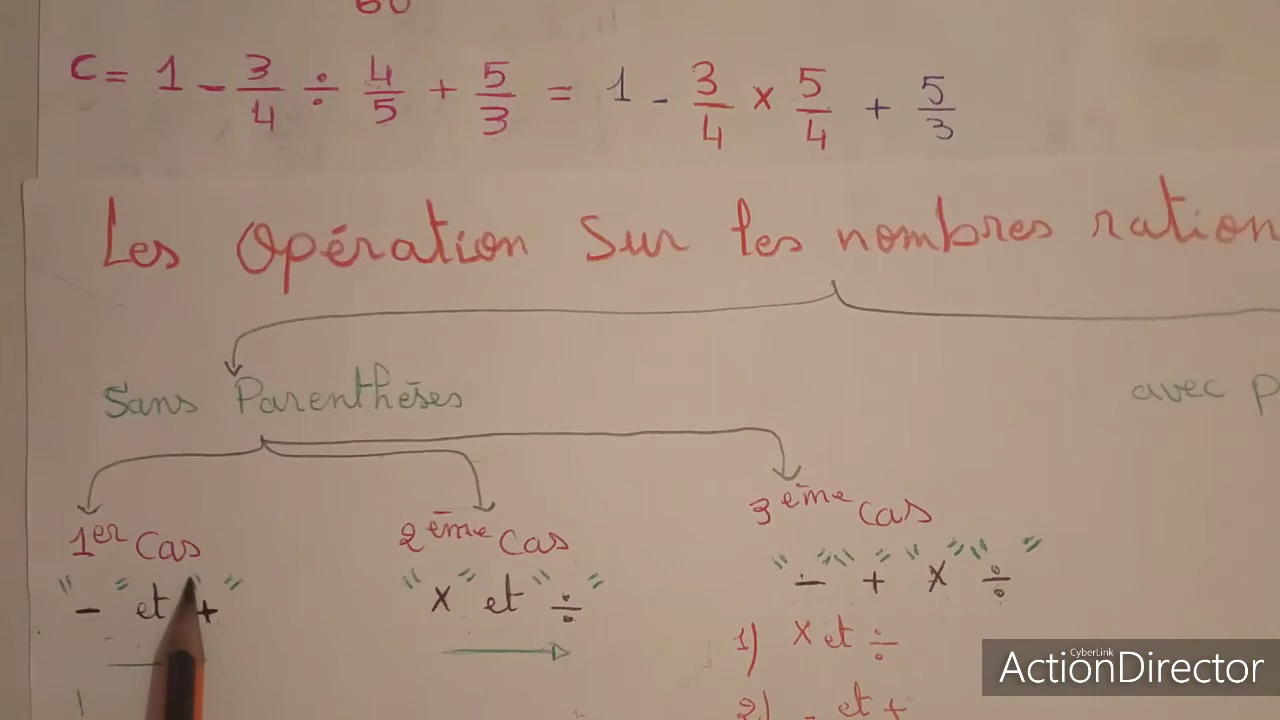 60
C = 1 - 3/4 ÷ 4/5 + 5/3 = 1 - 3/4 × 5/4 + 5/3
Les Opération Sur les nombres ration
Sans Parenthèses
avec p
1er Cas
2ème Cas
3ème Cas
"-" et "+"
"×" et "÷"
"-" "+" "×" "÷"
1) × et ÷
2) - et +
CyberLink
ActionDirector